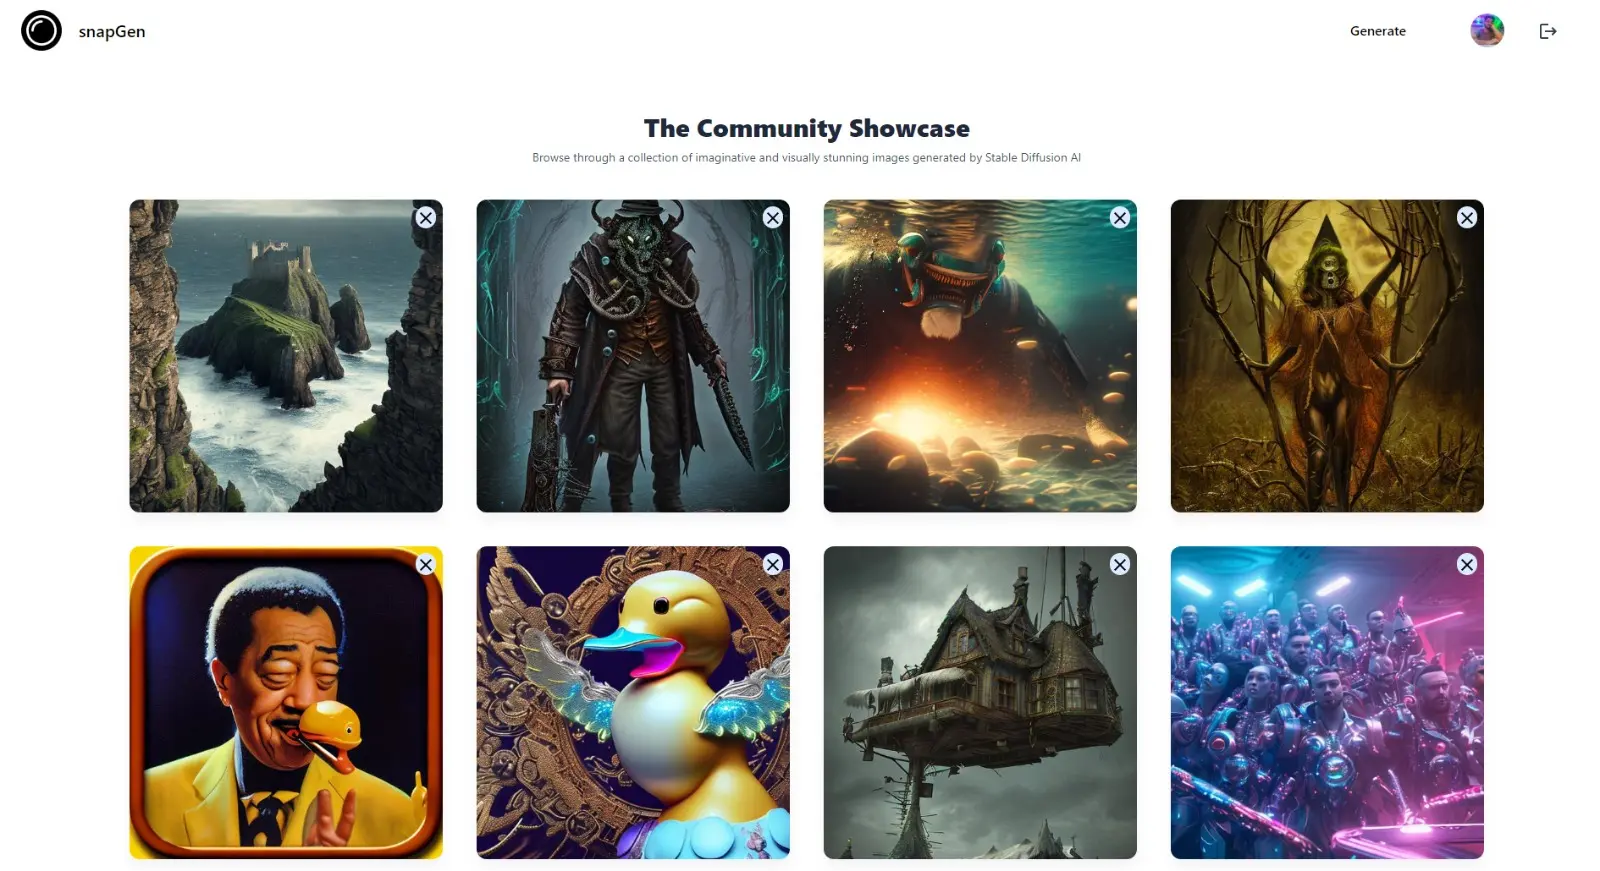 snapGen
Generate
The Community Showcase
Browse through a collection of imaginative and visually stunning images generated by Stable Diffusion AI